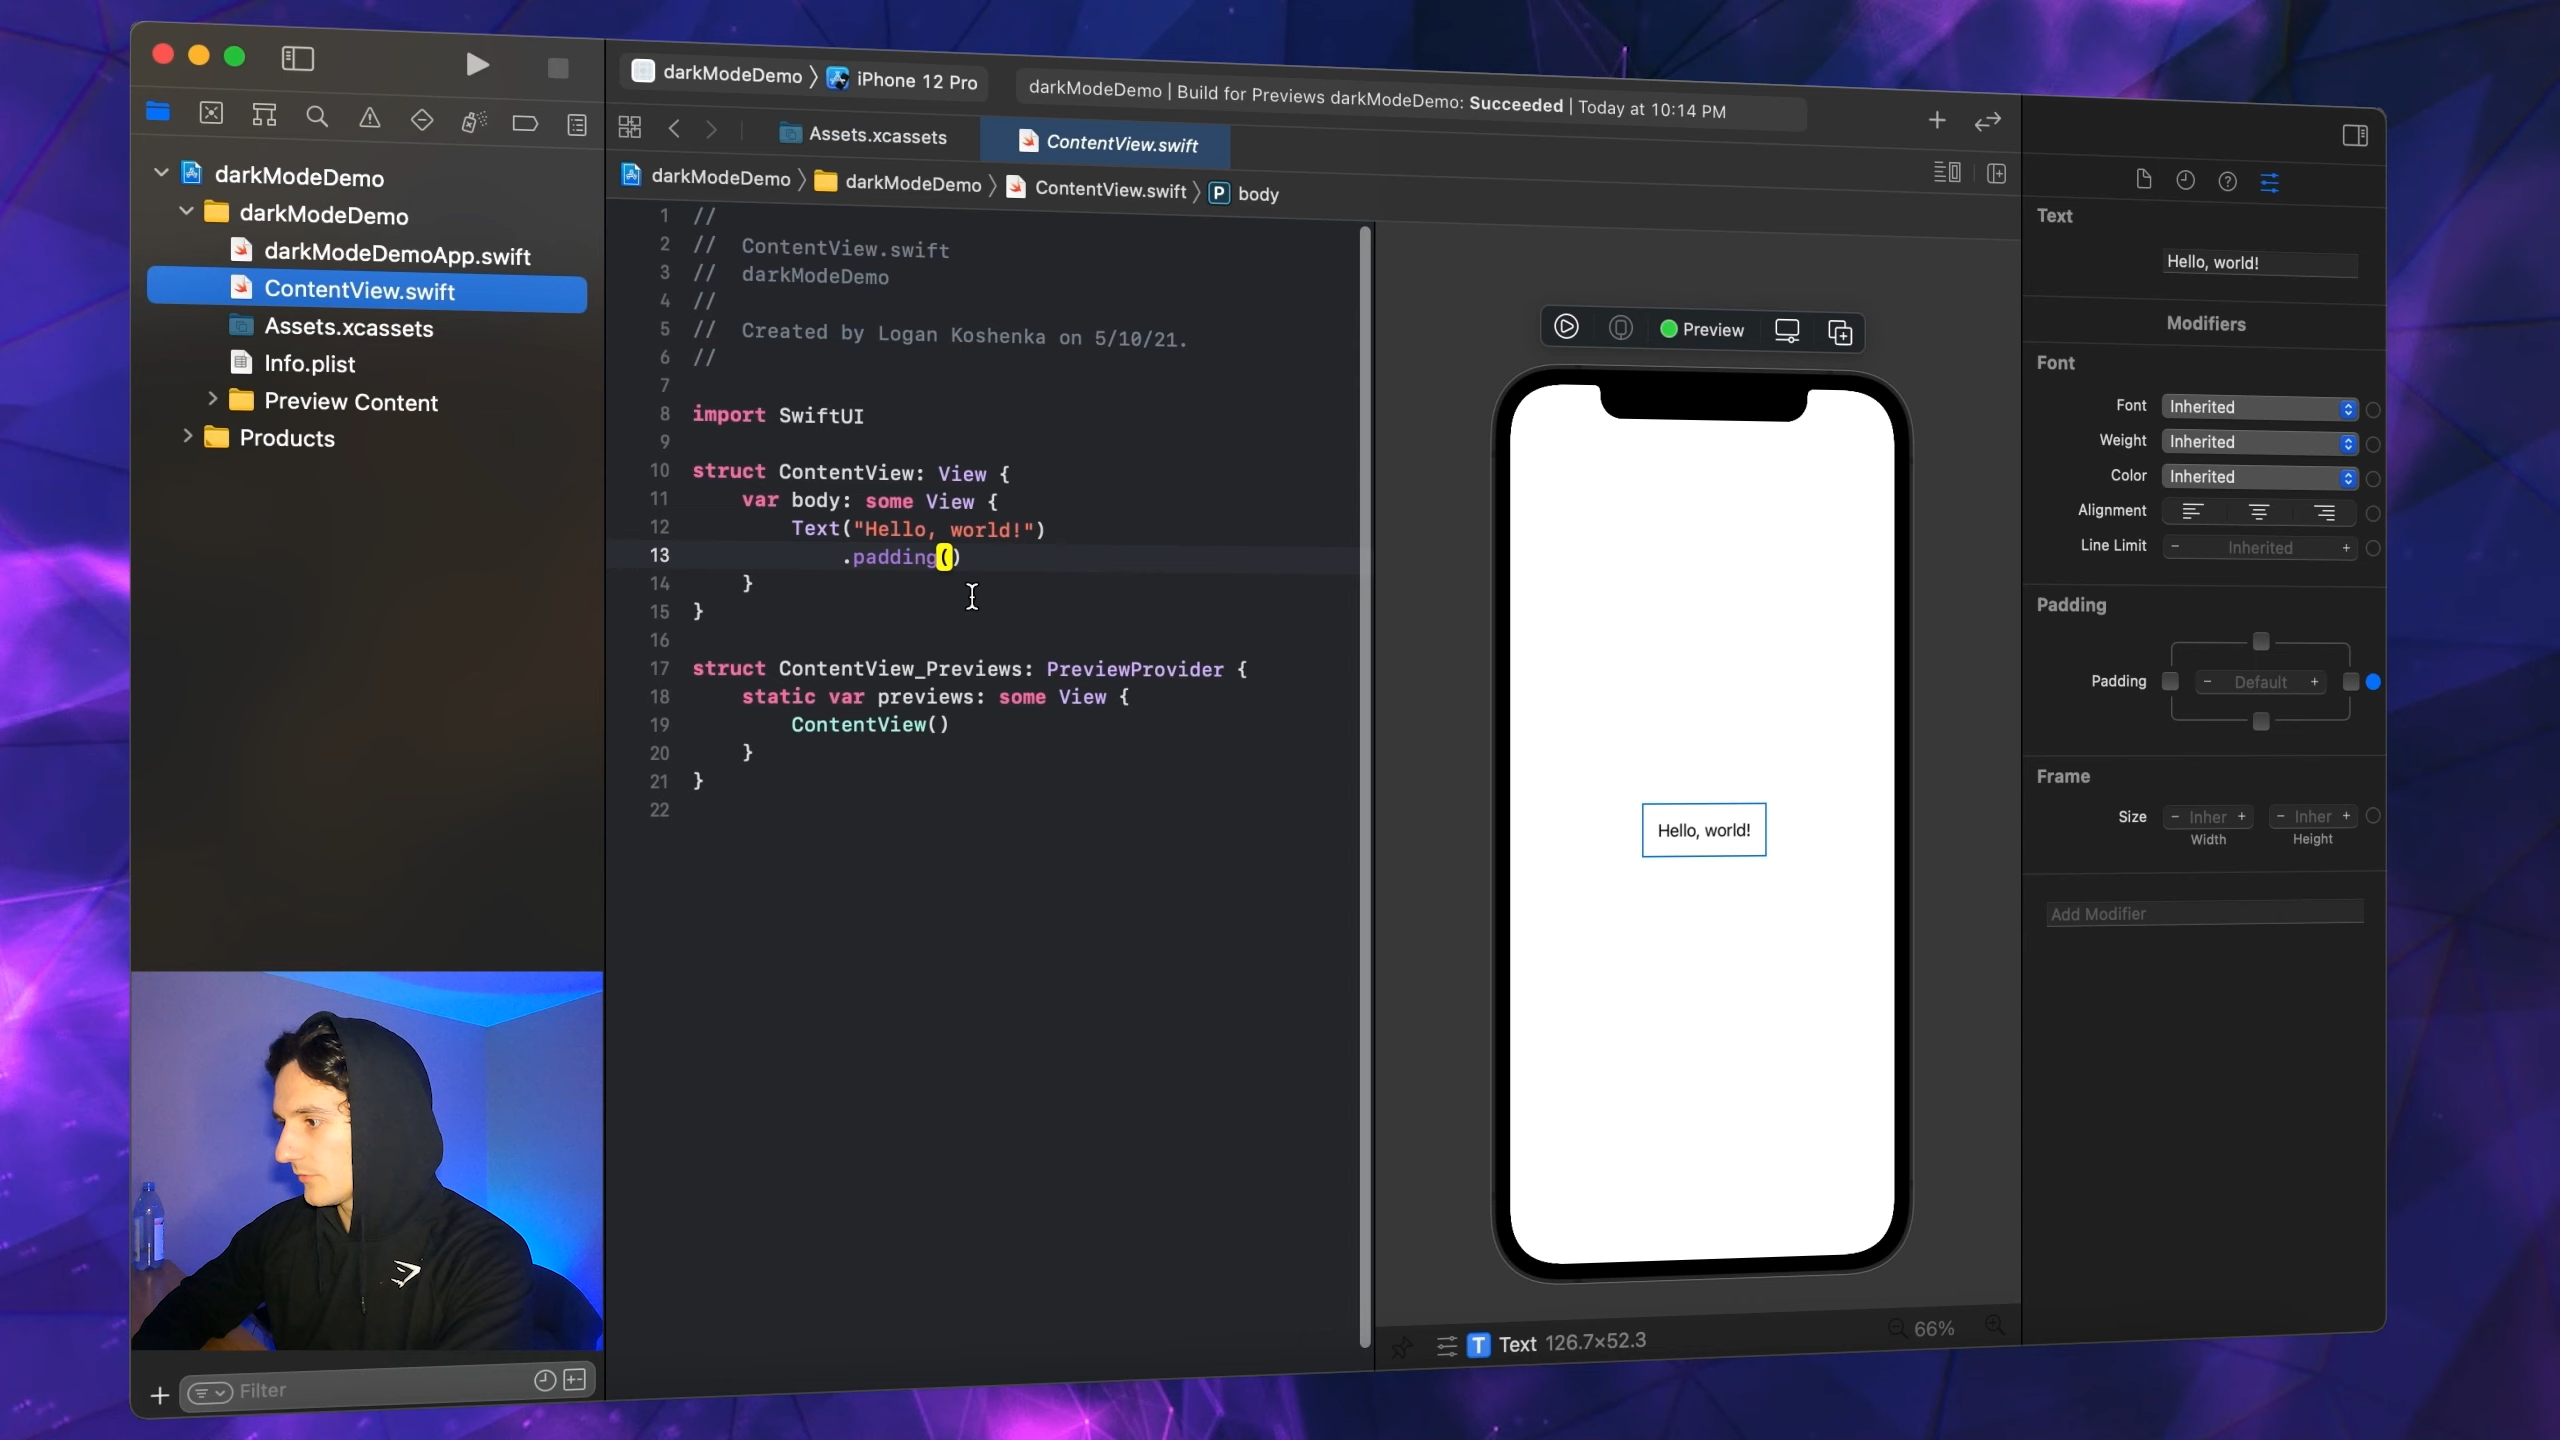 darkModeDemo
iPhone 12 Pro
darkModeDemo | Build for Previews darkModeDemo: Succeeded | Today at 10:14 PM
Assets.xcassets
ContentView.swift
darkModeDemo
darkModeDemo
ContentView.swift
P
body
darkModeDemo
darkModeDemo
darkModeDemoApp.swift
ContentView.swift
Assets.xcassets
Info.plist
Preview Content
Products
Filter
1 //
2 //  ContentView.swift
3 //  darkModeDemo
4 //
5 //  Created by Logan Koshenka on 5/10/21.
6 //
7
8 import SwiftUI
9
10 struct ContentView: View {
11     var body: some View {
12         Text("Hello, world!")
13             .padding()
14     }
15 }
16
17 struct ContentView_Previews: PreviewProvider {
18     static var previews: some View {
19         ContentView()
20     }
21 }
22
Preview
Hello, world!
T Text 126.7×52.3
66%
Text
Hello, world!
Modifiers
Font
Font Inherited
Weight Inherited
Color Inherited
Alignment
Line Limit - Inherited +
Padding
Padding - Default +
Frame
Size - Inher + - Inher +
Width Height
Add Modifier